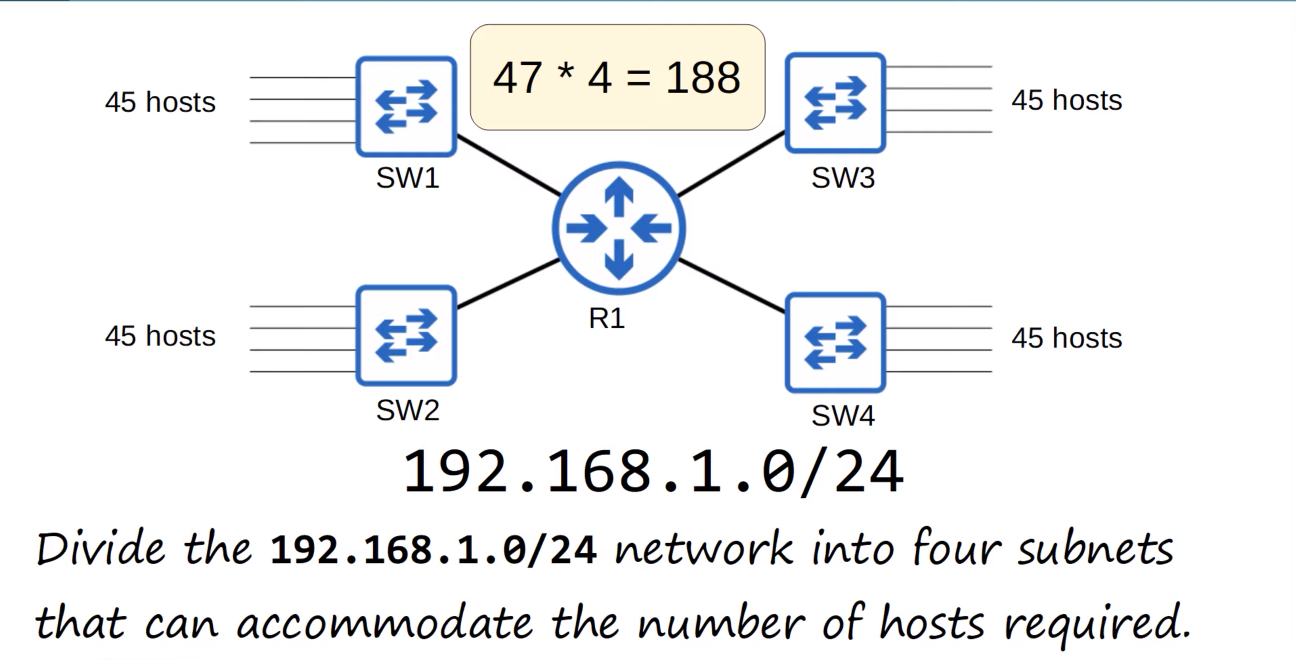 47 * 4 = 188
45 hosts
SW1
45 hosts
SW3
45 hosts
SW2
R1
45 hosts
SW4
192.168.1.0/24
Divide the 192.168.1.0/24 network into four subnets
that can accommodate the number of hosts required.